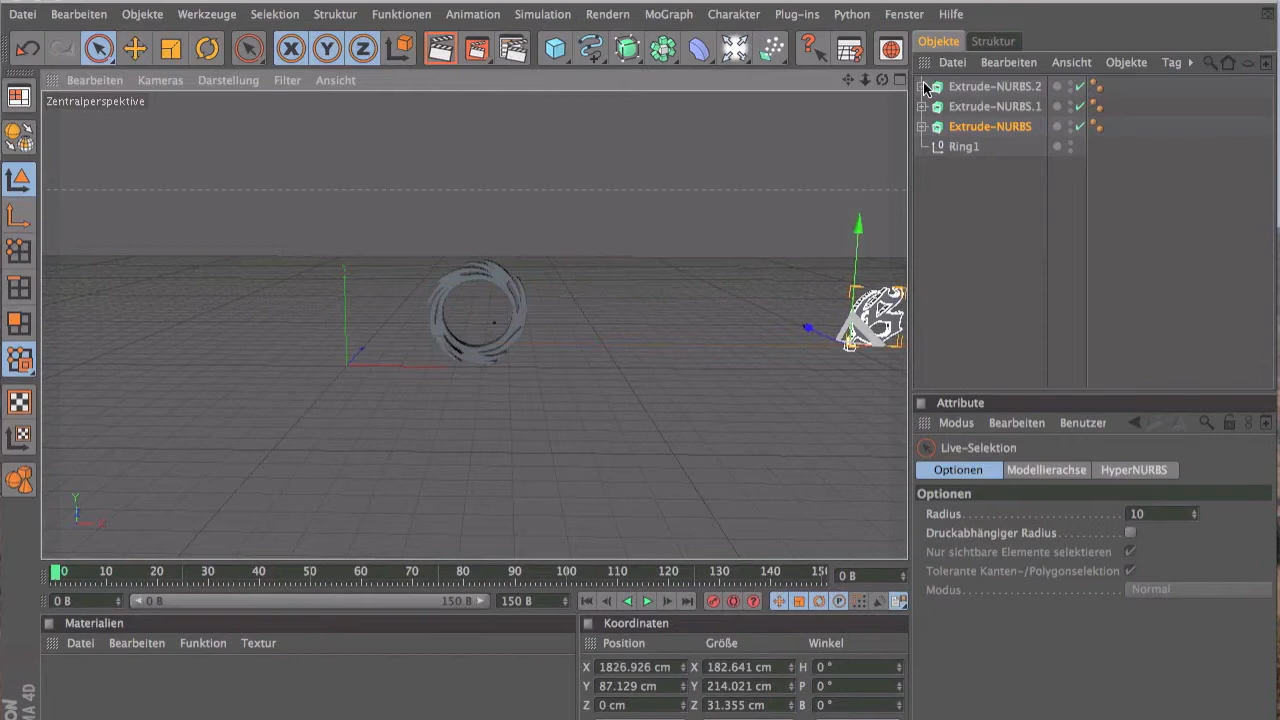 Datei Bearbeiten Objekte Werkzeuge Selektion Struktur Funktionen Animation Simulation Rendern MoGraph Charakter Plug-ins Python Fenster Hilfe
X Y Z
Objekte Struktur
Datei Bearbeiten Ansicht Objekte Tag
Bearbeiten Kameras Darstellung Filter Ansicht
Zentralperspektive
Extrude-NURBS.2
Extrude-NURBS.1
Extrude-NURBS
Ring1
Attribute
Modus Bearbeiten Benutzer
Live-Selektion
Optionen Modellierachse HyperNURBS
Optionen
Radius 10
Druckabhängiger Radius
Nur sichtbare Elemente selektieren
Tolerante Kanten-/Polygonselektion
Modus Normal
Y
X
0 10 20 30 40 50 60 70 80 90 100 110 120 130 140 0 B
0 B 0 B 150 B 150 B
Materialien
Datei Bearbeiten Funktion Textur
Koordinaten
Position Größe Winkel
X 1826.926 cm X 182.641 cm H 0 °
Y 87.129 cm Y 214.021 cm P 0 °
Z 0 cm Z 31.355 cm B 0 °
MA 4D